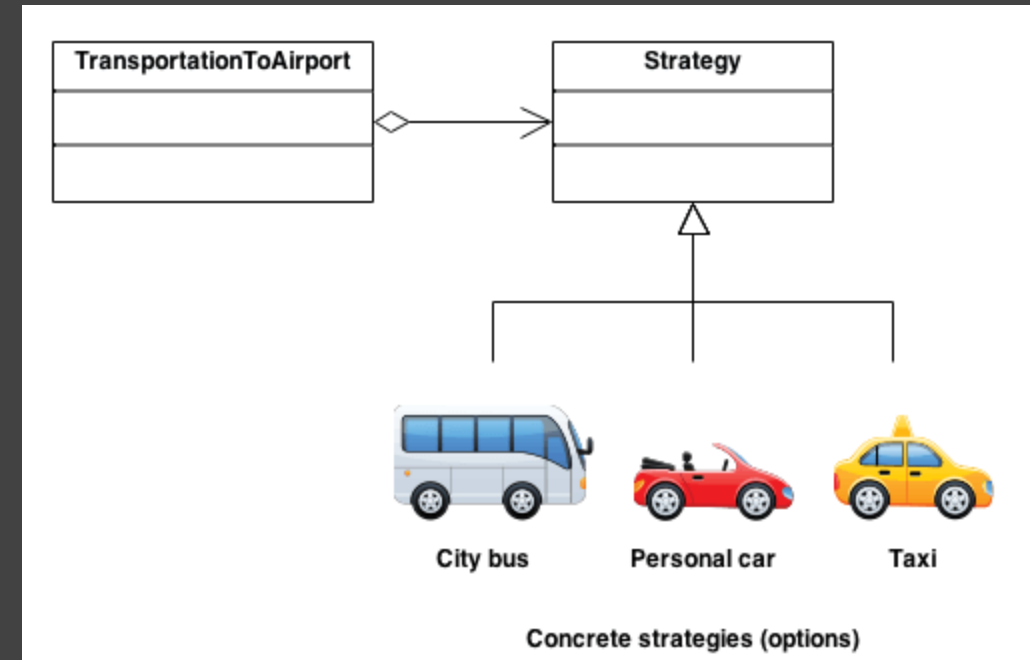 TransportationToAirport
Strategy
City bus
Personal car
Taxi
Concrete strategies (options)